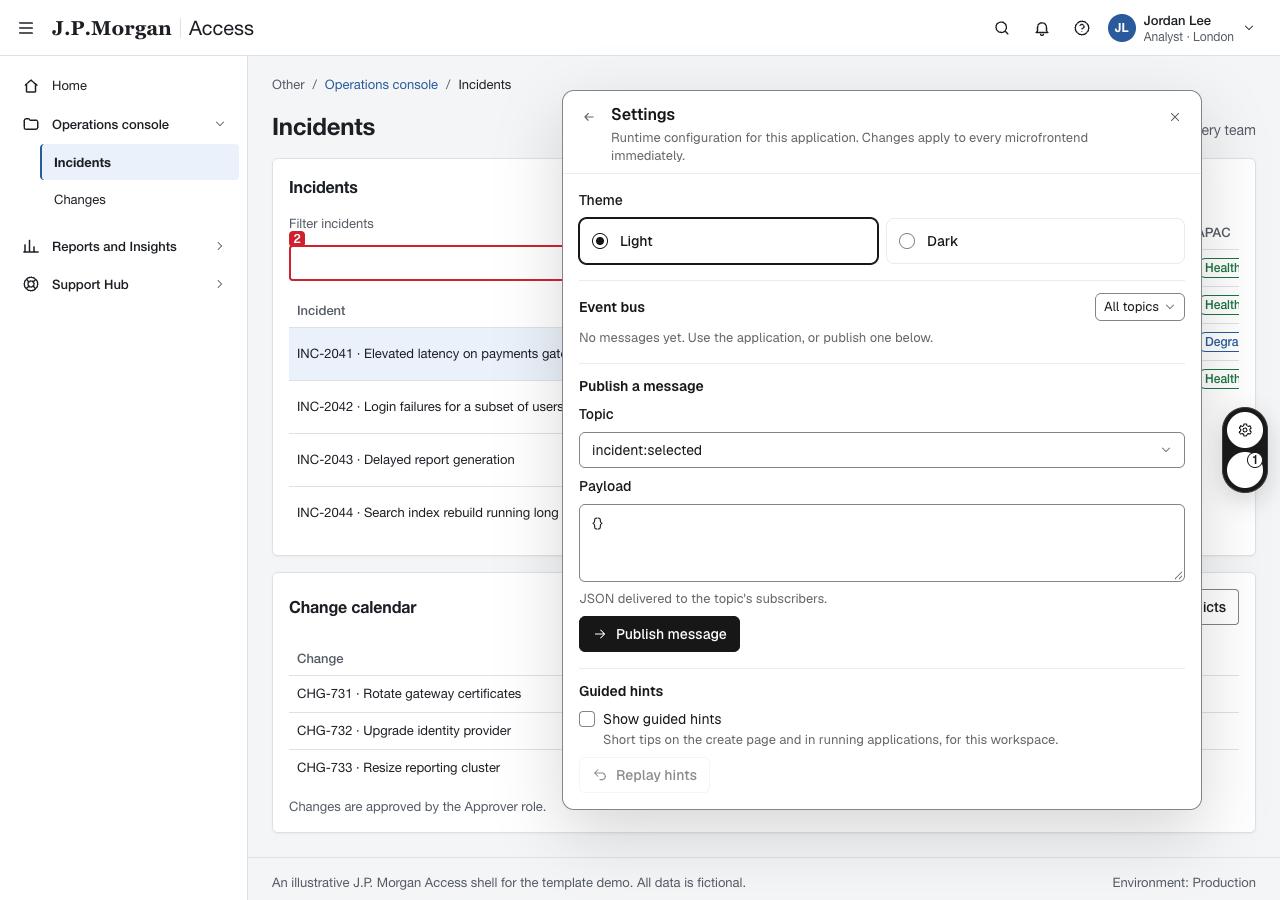 J.P.Morgan Access
JL
Jordan Lee
Analyst · London
Home
Operations console
Incidents
Changes
Reports and Insights
Support Hub
Other / Operations console / Incidents
Incidents
ery team
Incidents
Filter incidents
2
Incident
INC-2041 · Elevated latency on payments gat
INC-2042 · Login failures for a subset of users
INC-2043 · Delayed report generation
INC-2044 · Search index rebuild running long
APAC
Health
Health
Degra
Health
Change calendar
icts
Change
CHG-731 · Rotate gateway certificates
CHG-732 · Upgrade identity provider
CHG-733 · Resize reporting cluster
Changes are approved by the Approver role.
Settings
Runtime configuration for this application. Changes apply to every microfrontend
immediately.
Theme
Light
Dark
Event bus
All topics
No messages yet. Use the application, or publish one below.
Publish a message
Topic
incident:selected
Payload
{}
JSON delivered to the topic's subscribers.
Publish message
Guided hints
Show guided hints
Short tips on the create page and in running applications, for this workspace.
Replay hints
1
An illustrative J.P. Morgan Access shell for the template demo. All data is fictional.
Environment: Production